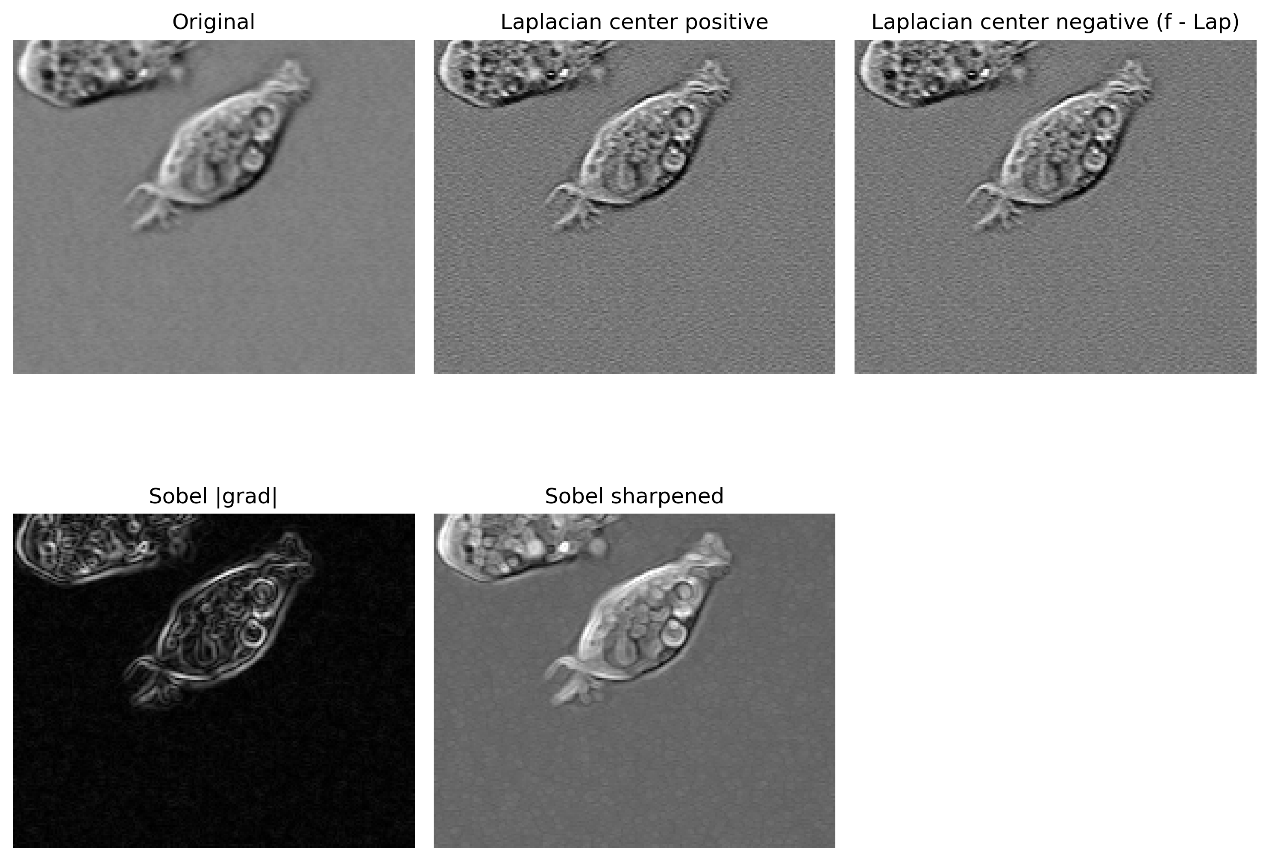 Original
Laplacian center positive
Laplacian center negative (f - Lap)
Sobel |grad|
Sobel sharpened